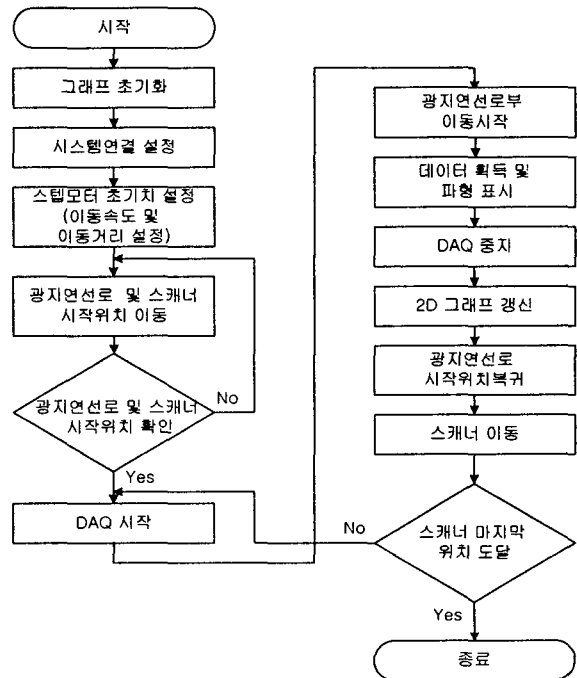 시작
그래프 초기화
시스템연결 설정
스텝모터 초기치 설정
(이동속도 및
이동거리 설정)
광지연선로 및 스캐너
시작위치 이동
광지연선로 및 스캐너
시작위치 확인
No
Yes
DAQ 시작
광지연선로부
이동시작
데이터 획득 및
파형 표시
DAQ 중지
2D 그래프 갱신
광지연선로
시작위치복귀
스캐너 이동
스캐너 마지막
위치 도달
No
Yes
종료